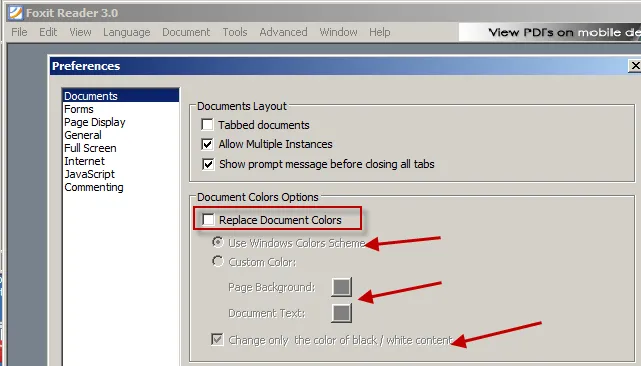 Foxit Reader 3.0
File Edit View Language Document Tools Advanced Window Help
View PDFs on mobile de
Preferences
Documents
Forms
Page Display
General
Full Screen
Internet
JavaScript
Commenting
Documents Layout
Tabbed documents
Allow Multiple Instances
Show prompt message before closing all tabs
Document Colors Options
Replace Document Colors
Use Windows Colors Scheme
Custom Color:
Page Background:
Document Text:
Change only the color of black / white content